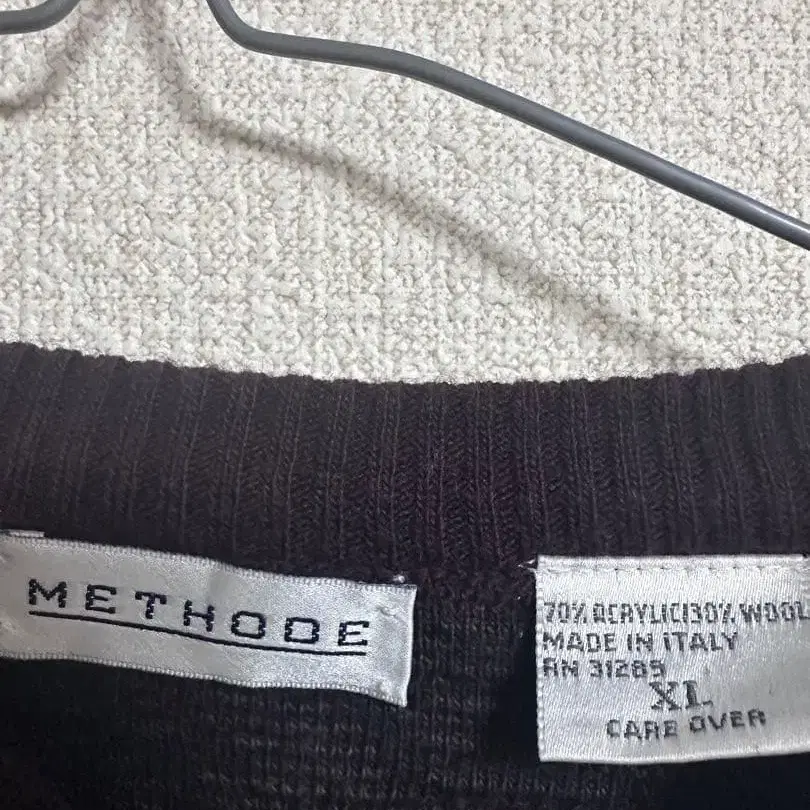 METHODE
70% ACRYLIC/30% WOOL
MADE IN ITALY
RN 31285
XL
CARE OVER